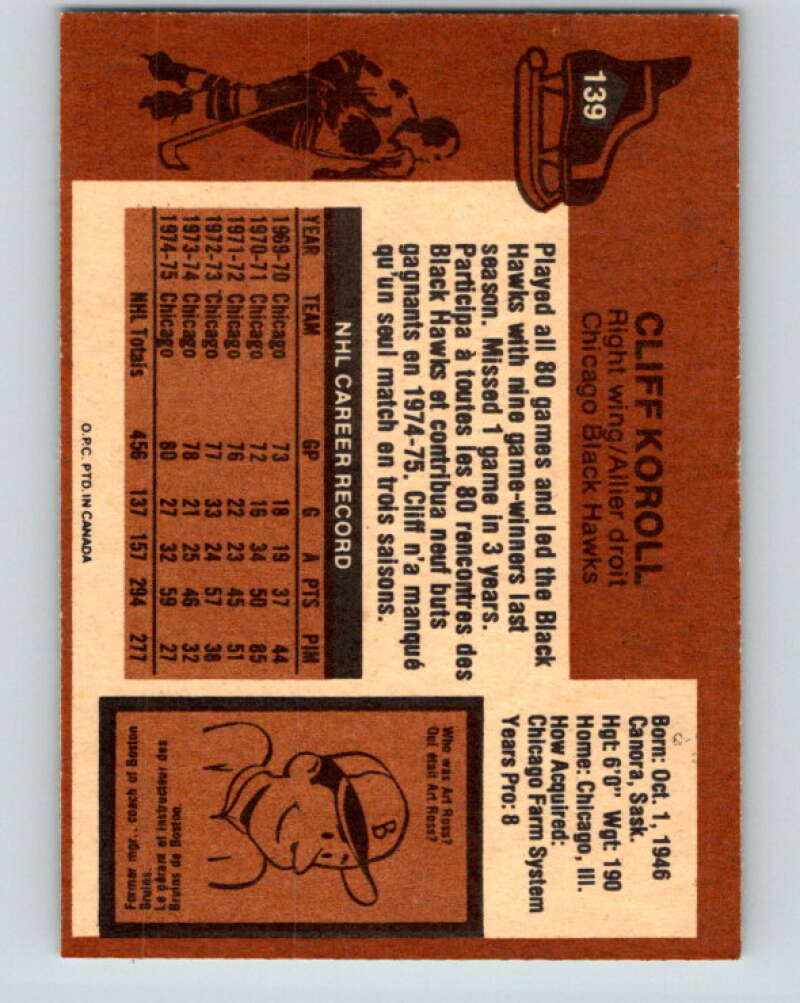 139
CLIFF KOROLL
Right wing/Ailier droit
Chicago Black Hawks
Played all 80 games and led the Black
Hawks with nine game-winners last
season. Missed 1 game in 3 years.
Participa à toutes les 80 rencontres des
Black Hawks et contribua neuf buts
gagnants en 1974-75. Cliff n'a manqué
qu'un seul match en trois saisons.
NHL CAREER RECORD
YEAR TEAM GP G A PTS PIM
1969-70 Chicago 73 18 19 37 44
1970-71 Chicago 72 16 34 50 85
1971-72 Chicago 76 22 23 45 51
1972-73 Chicago 77 33 24 57 38
1973-74 Chicago 78 21 25 46 32
1974-75 Chicago 80 27 32 59 27
NHL Totals 456 137 157 294 277
O.P.C. PTD. IN CANADA
Born: Oct. 1, 1946
Canora, Sask.
Hgt: 6'0" Wgt: 190
Home: Chicago, Ill.
How Acquired:
Chicago Farm System
Years Pro: 8
Who was Art Ross?
Qui était Art Ross?
B
Former mgr., coach of Boston
Bruins.
Le gérant et instructeur des
Bruins de Boston.